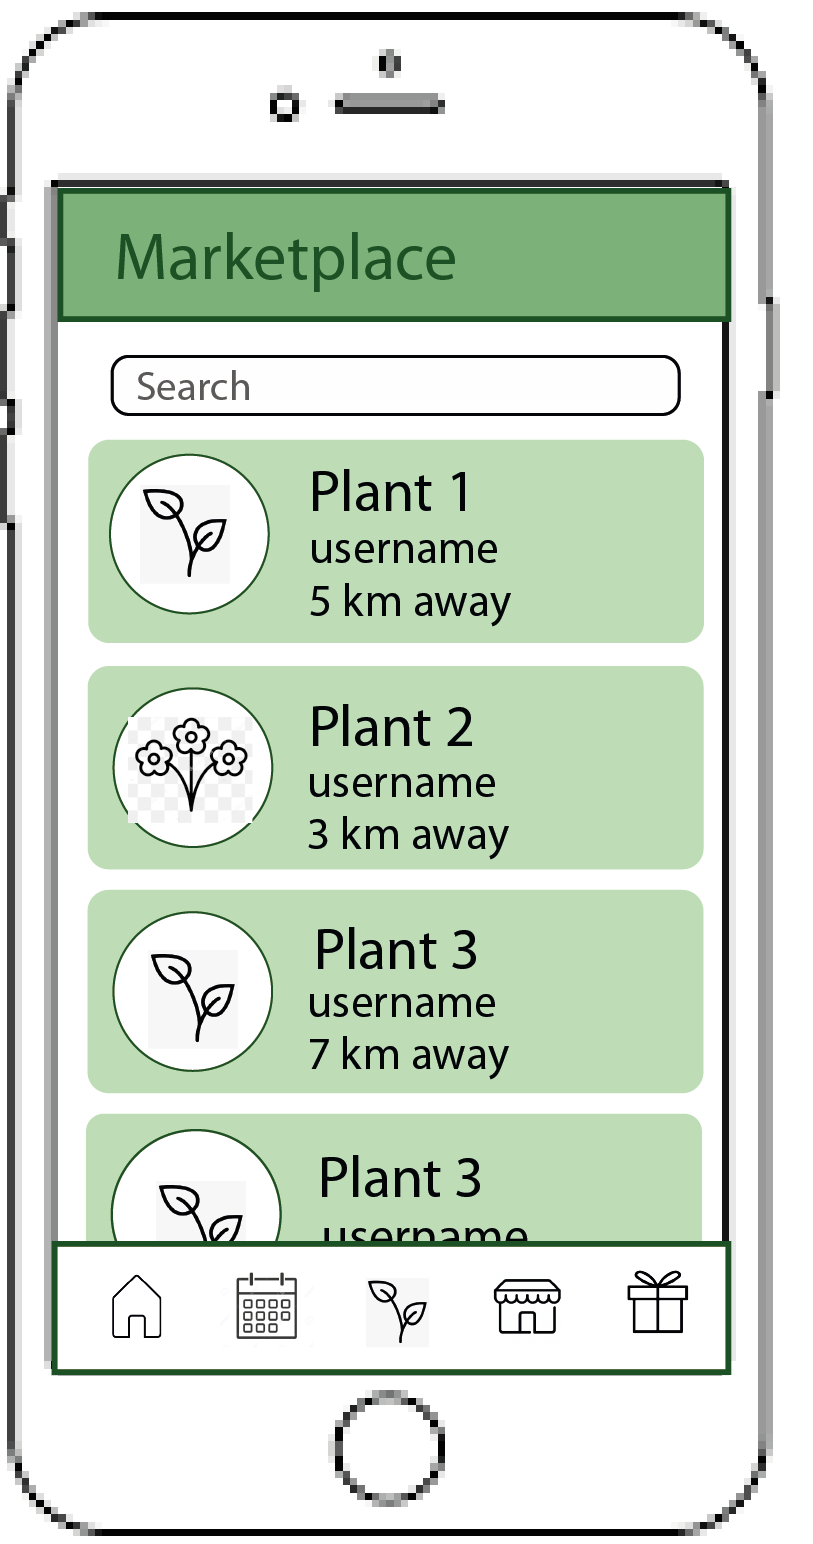 Marketplace
Search
Plant 1
username
5 km away
Plant 2
username
3 km away
Plant 3
username
7 km away
Plant 3
username